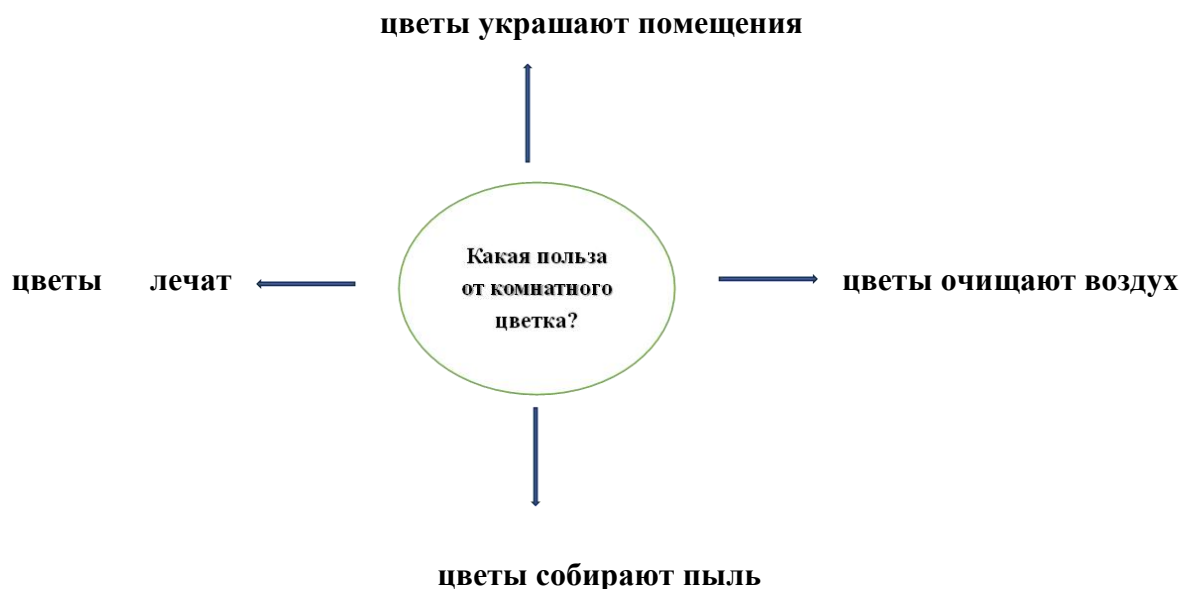 цветы украшают помещения
Какая польза
от комнатного
цветка?
цветы лечат
цветы очищают воздух
цветы собирают пыль